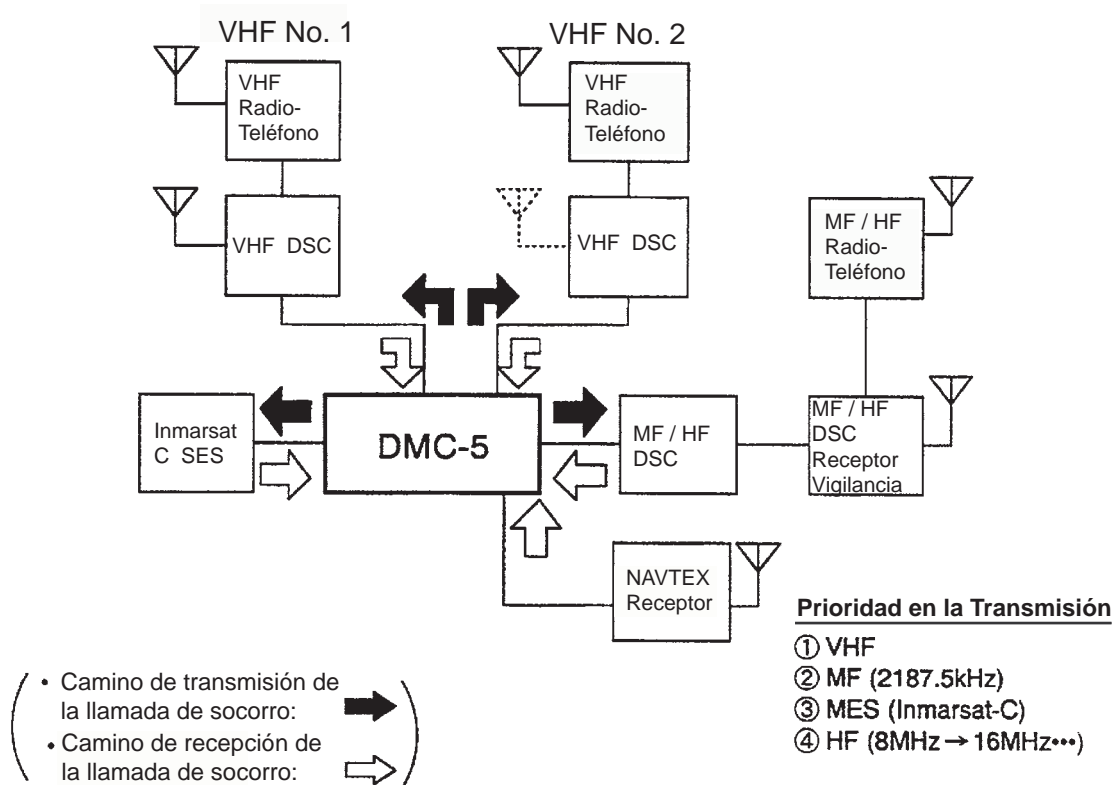 VHF No. 1
VHF No. 2
VHF
Radio-
Teléfono
VHF
Radio-
Teléfono
VHF DSC
VHF DSC
MF / HF
Radio-
Teléfono
Inmarsat
C SES
DMC-5
MF / HF
DSC
MF / HF
DSC
Receptor
Vigilancia
NAVTEX
Receptor
Prioridad en la Transmisión
① VHF
② MF (2187.5kHz)
③ MES (Inmarsat-C)
④ HF (8MHz → 16MHz•••)
• Camino de transmisión de
la llamada de socorro:
• Camino de recepción de
la llamada de socorro: